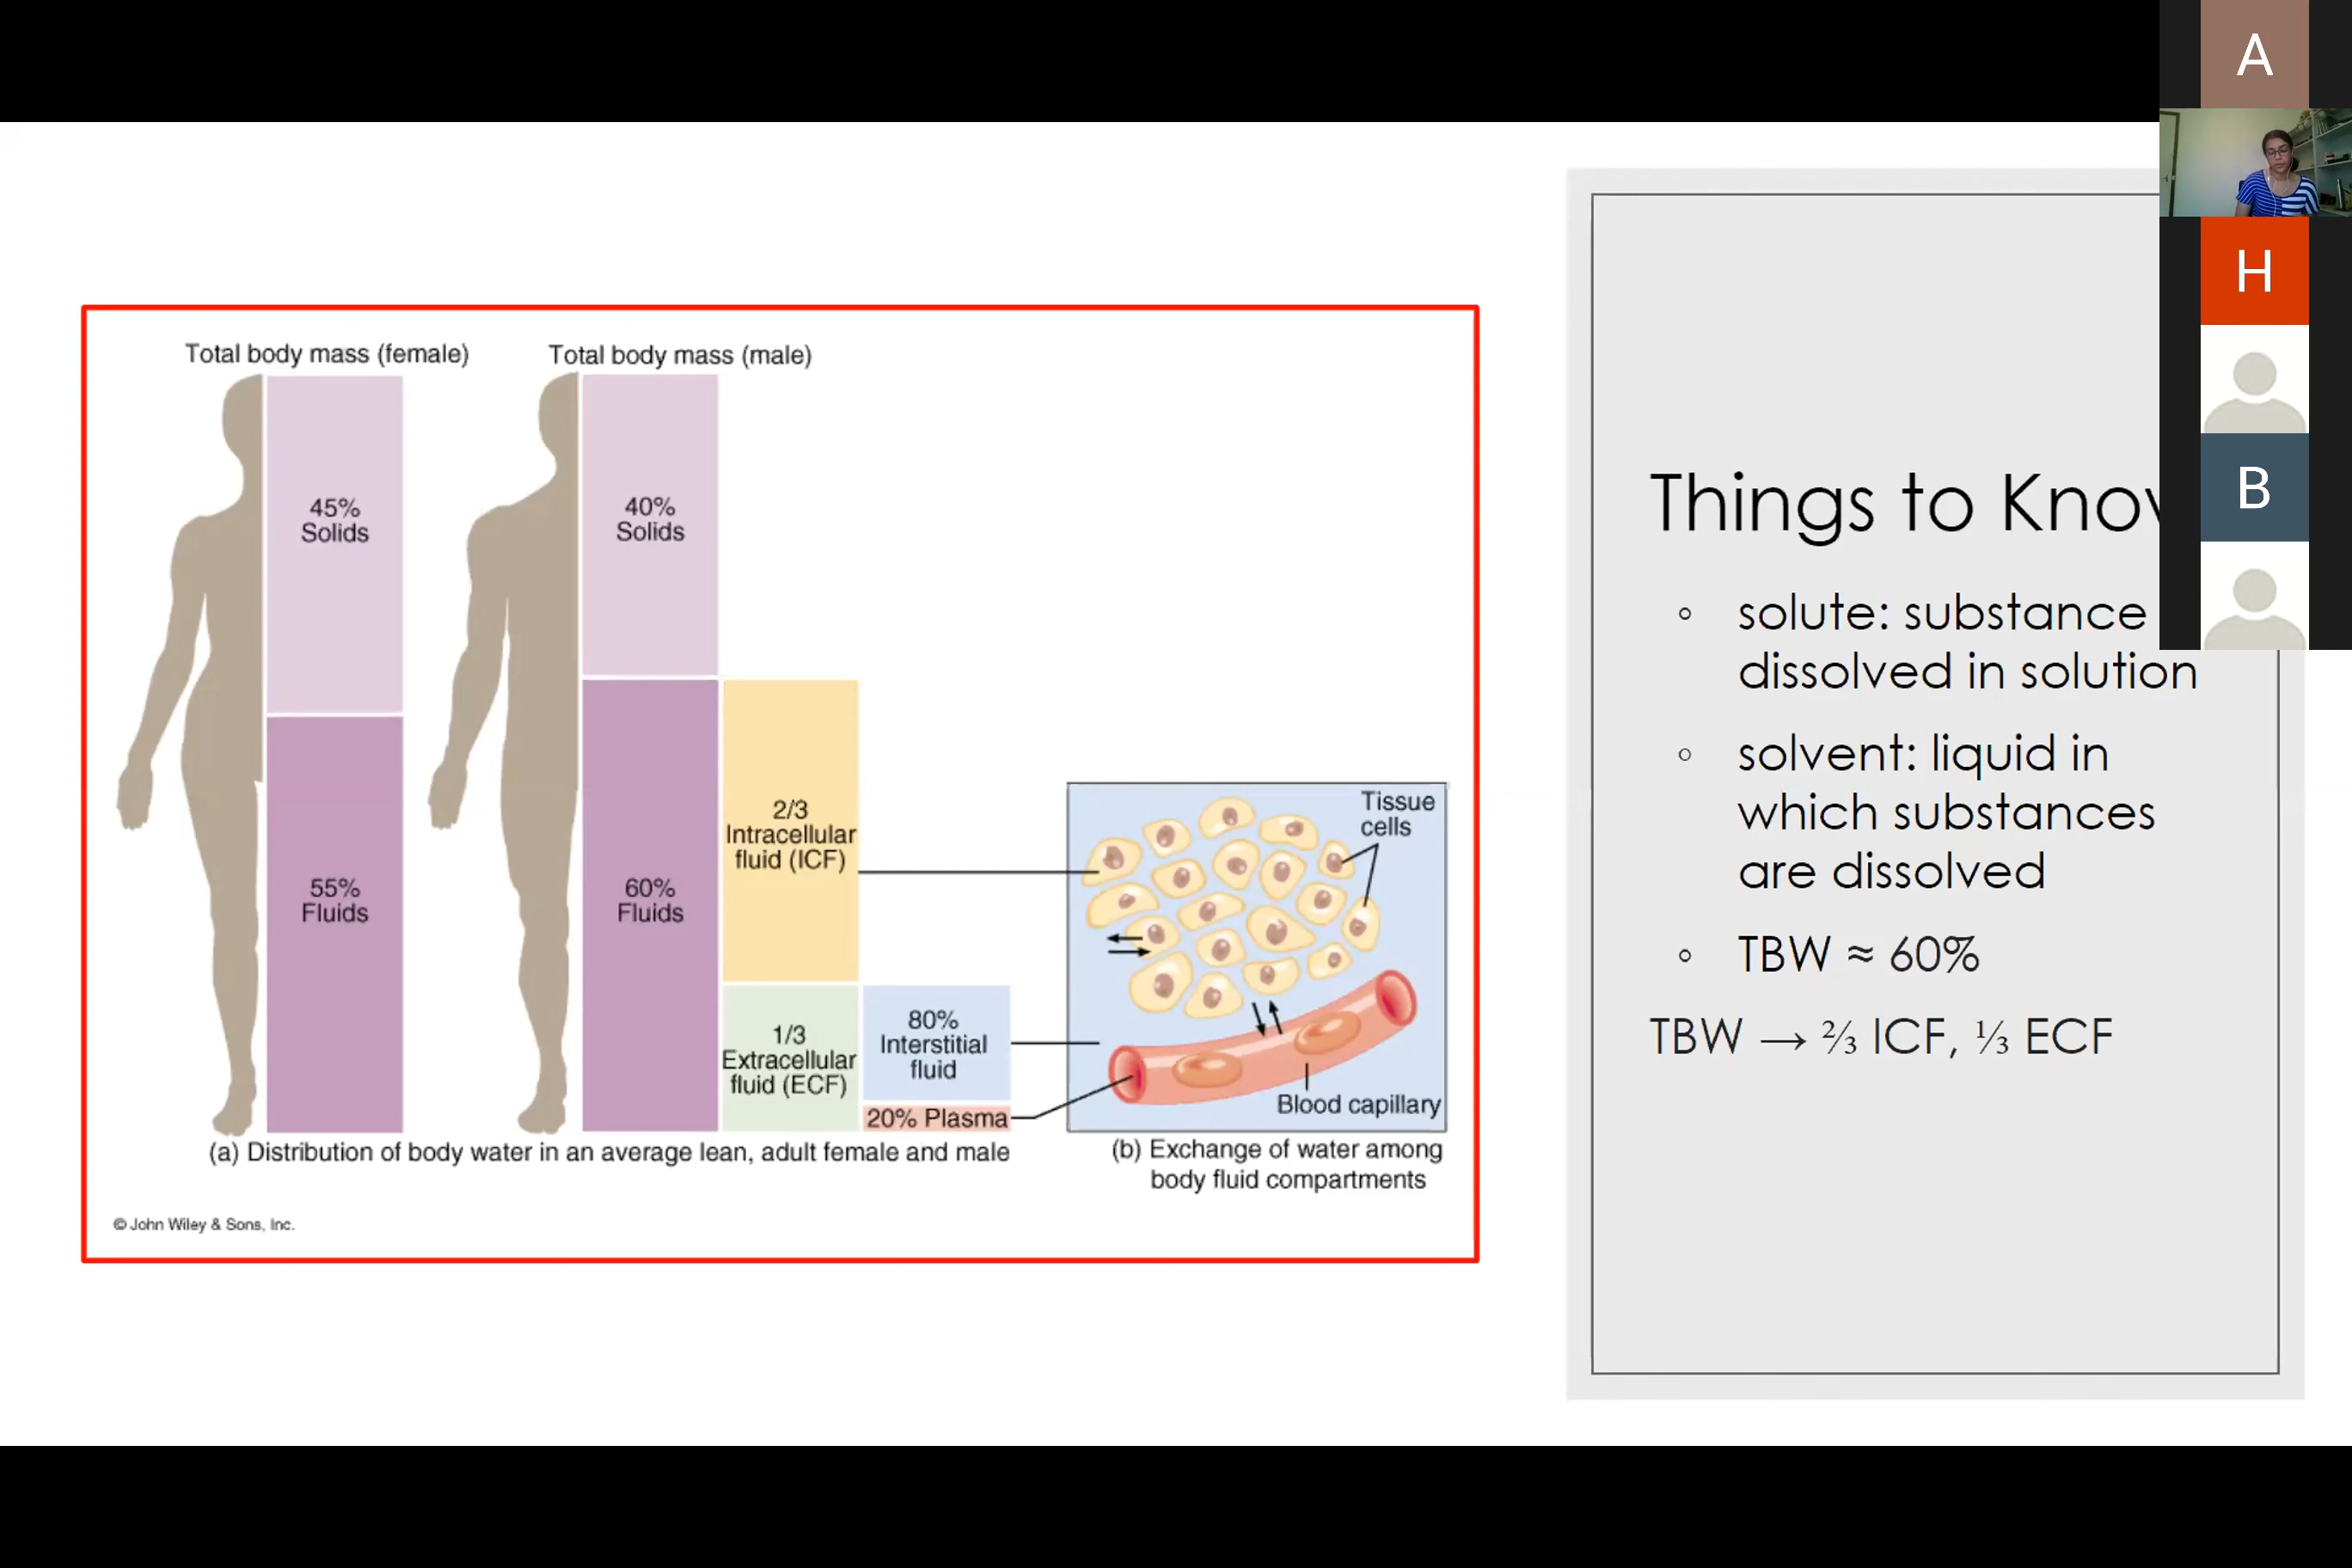 Total body mass (female)
Total body mass (male)
45%
Solids
40%
Solids
55%
Fluids
60%
Fluids
2/3
Intracellular
fluid (ICF)
1/3
Extracellular
fluid (ECF)
80%
Interstitial
fluid
20% Plasma
Tissue
cells
Blood capillary
(a) Distribution of body water in an average lean, adult female and male
(b) Exchange of water among
body fluid compartments
© John Wiley & Sons, Inc.
Things to Know
◦ solute: substance
dissolved in solution
◦ solvent: liquid in
which substances
are dissolved
◦ TBW ≈ 60%
TBW → ⅔ ICF, ⅓ ECF
A
H
B